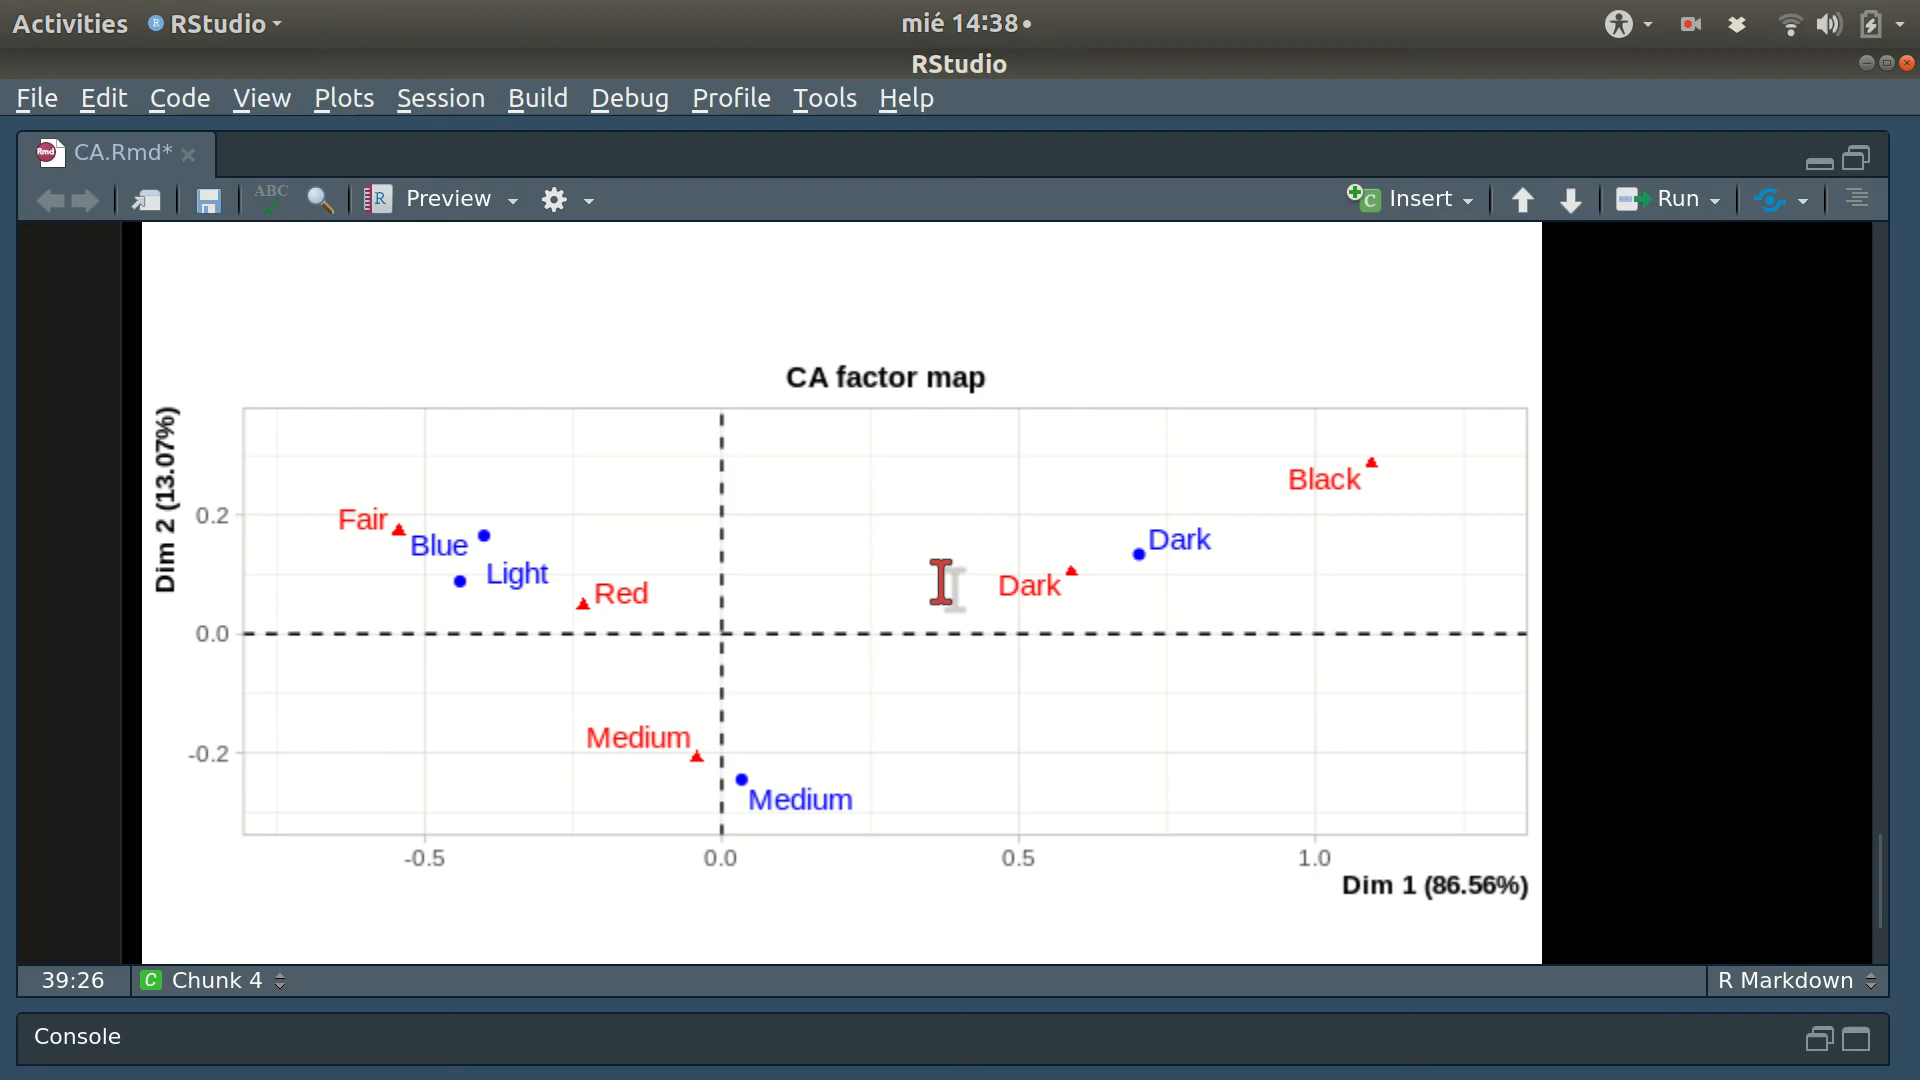 Activities RStudio mié 14:38
RStudio
File Edit Code View Plots Session Build Debug Profile Tools Help
Rmd CA.Rmd*
ABC R Preview C Insert Run
CA factor map
Dim 2 (13.07%)
Black
Fair
0.2
Blue
Dark
Light
Dark
Red
0.0
Medium
-0.2
Medium
-0.5 0.0 0.5 1.0
Dim 1 (86.56%)
39:26 C Chunk 4 R Markdown
Console